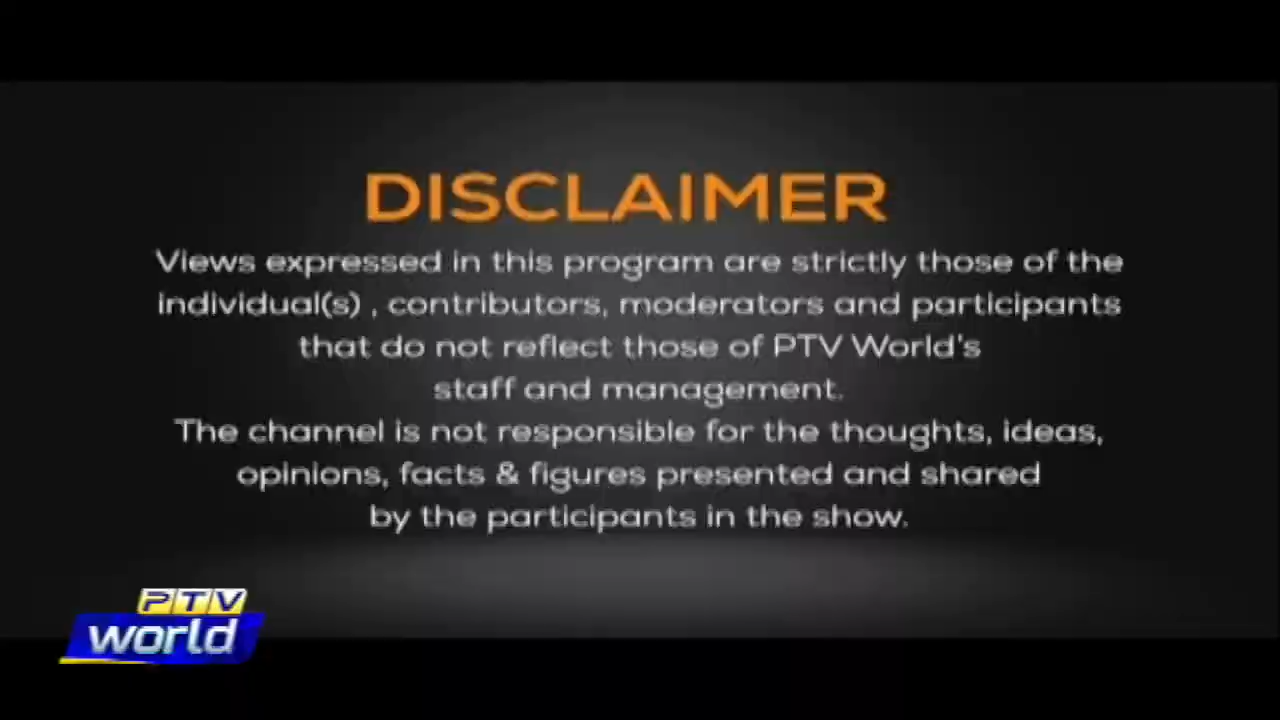 DISCLAIMER
Views expressed in this program are strictly those of the
individual(s) , contributors, moderators and participants
that do not reflect those of PTV World's
staff and management.
The channel is not responsible for the thoughts, ideas,
opinions, facts & figures presented and shared
by the participants in the show.
PTV
world